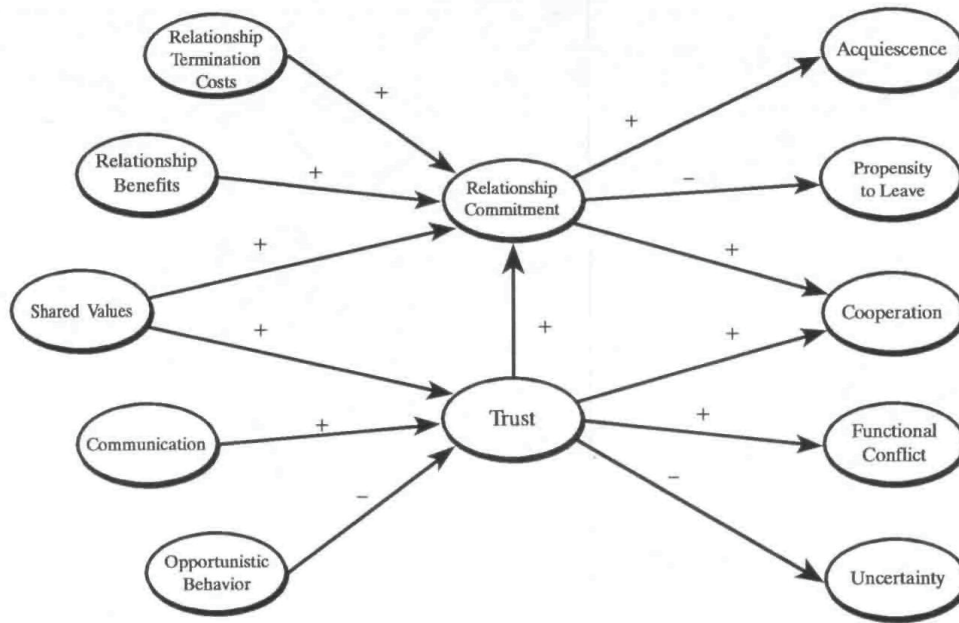 Relationship
Termination
Costs
Acquiescence
+
+
Relationship
Benefits
+
Relationship
Commitment
−
Propensity
to Leave
+
+
Shared Values
+
+
+
Cooperation
Communication
+
Trust
+
Functional
Conflict
−
−
Opportunistic
Behavior
Uncertainty